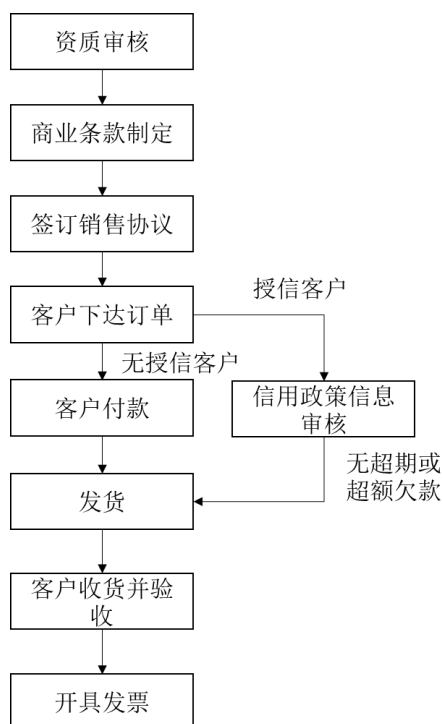 资质审核
商业条款制定
签订销售协议
客户下达订单
授信客户
无授信客户
客户付款
信用政策信息
审核
无超期或
超额欠款
发货
客户收货并验
收
开具发票